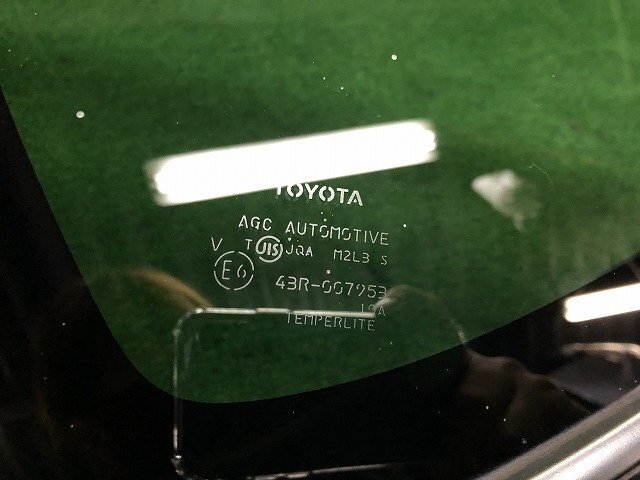 TOYOTA
AGC AUTOMOTIVE
V T JIS JQA M2L3 S
E6 43R-007953
TEMPERLITE